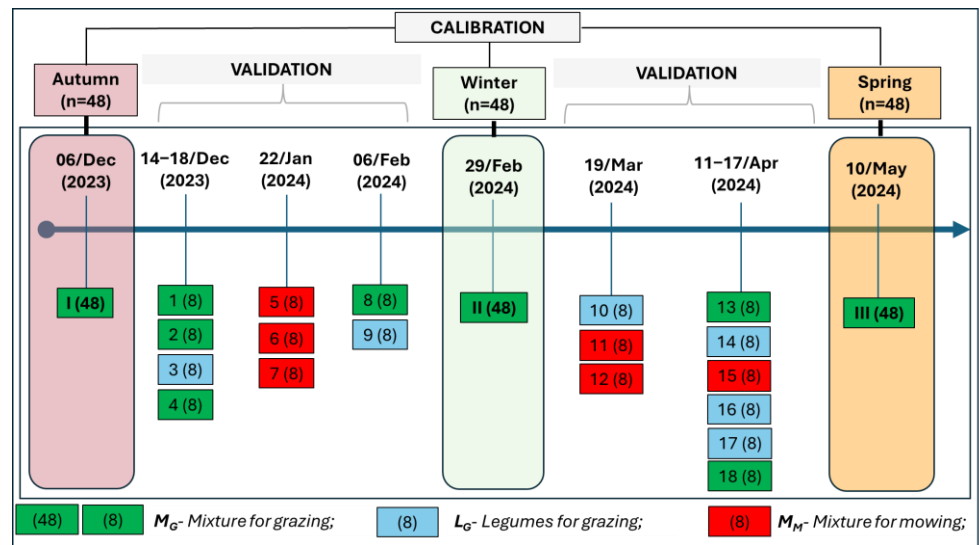 CALIBRATION
Autumn
(n=48)
VALIDATION
Winter
(n=48)
VALIDATION
Spring
(n=48)
06/Dec
(2023)
14–18/Dec
(2023)
22/Jan
(2024)
06/Feb
(2024)
29/Feb
(2024)
19/Mar
(2024)
11–17/Apr
(2024)
10/May
(2024)
I (48)
1 (8)
2 (8)
3 (8)
4 (8)
5 (8)
6 (8)
7 (8)
8 (8)
9 (8)
II (48)
10 (8)
11 (8)
12 (8)
13 (8)
14 (8)
15 (8)
16 (8)
17 (8)
18 (8)
III (48)
(48) (8) MG- Mixture for grazing;
(8) LG- Legumes for grazing;
(8) MM- Mixture for mowing;